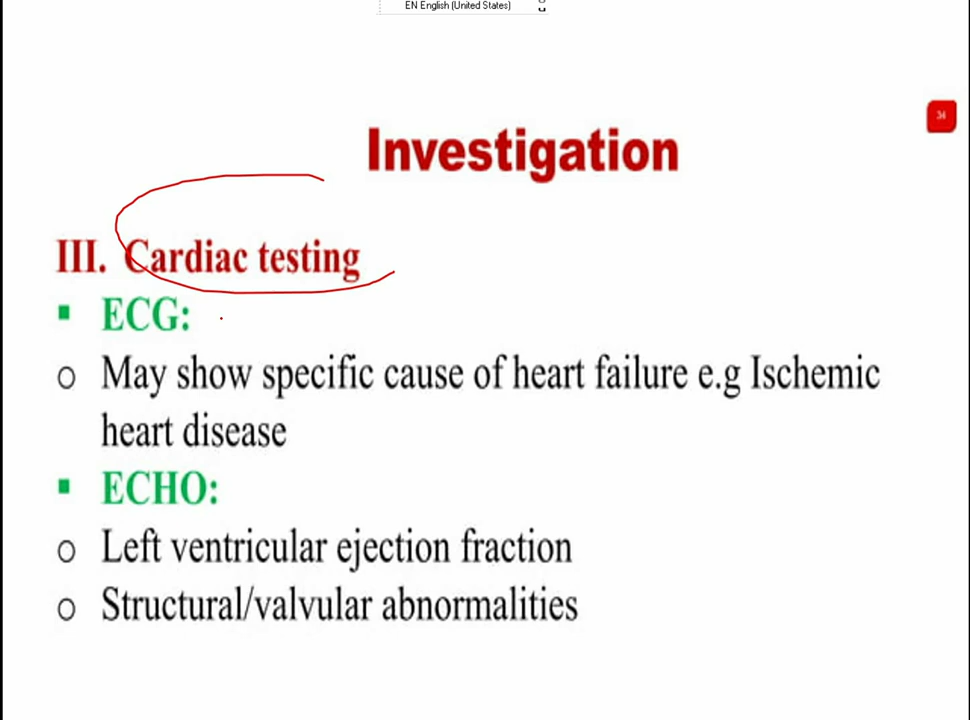 EN English (United States)
34
Investigation
III. Cardiac testing
▪ ECG:
o May show specific cause of heart failure e.g Ischemic
heart disease
▪ ECHO:
o Left ventricular ejection fraction
o Structural/valvular abnormalities